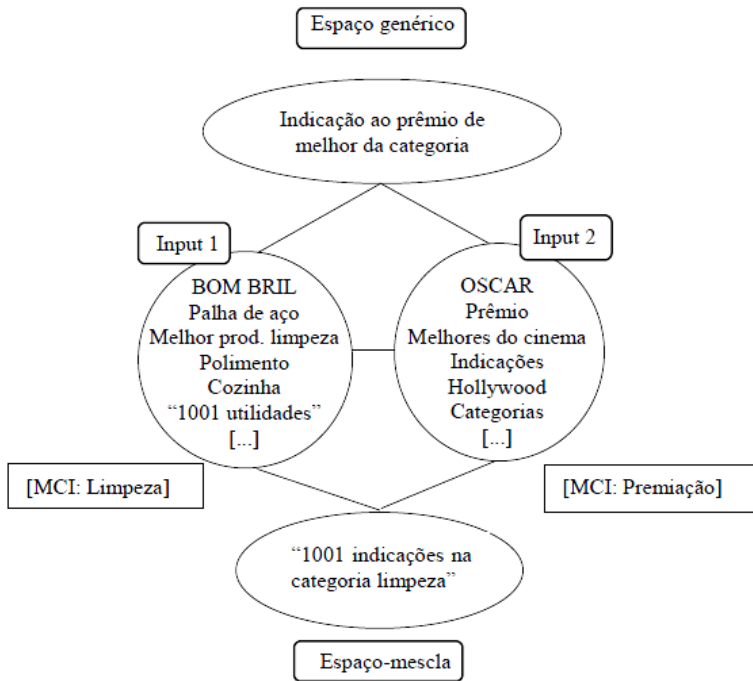 Espaço genérico
Indicação ao prêmio de
melhor da categoria
Input 1
Input 2
BOM BRIL
Palha de aço
Melhor prod. limpeza
Polimento
Cozinha
“1001 utilidades”
[...]
OSCAR
Prêmio
Melhores do cinema
Indicações
Hollywood
Categorias
[...]
[MCI: Limpeza]
[MCI: Premiação]
“1001 indicações na
categoria limpeza”
Espaço-mescla